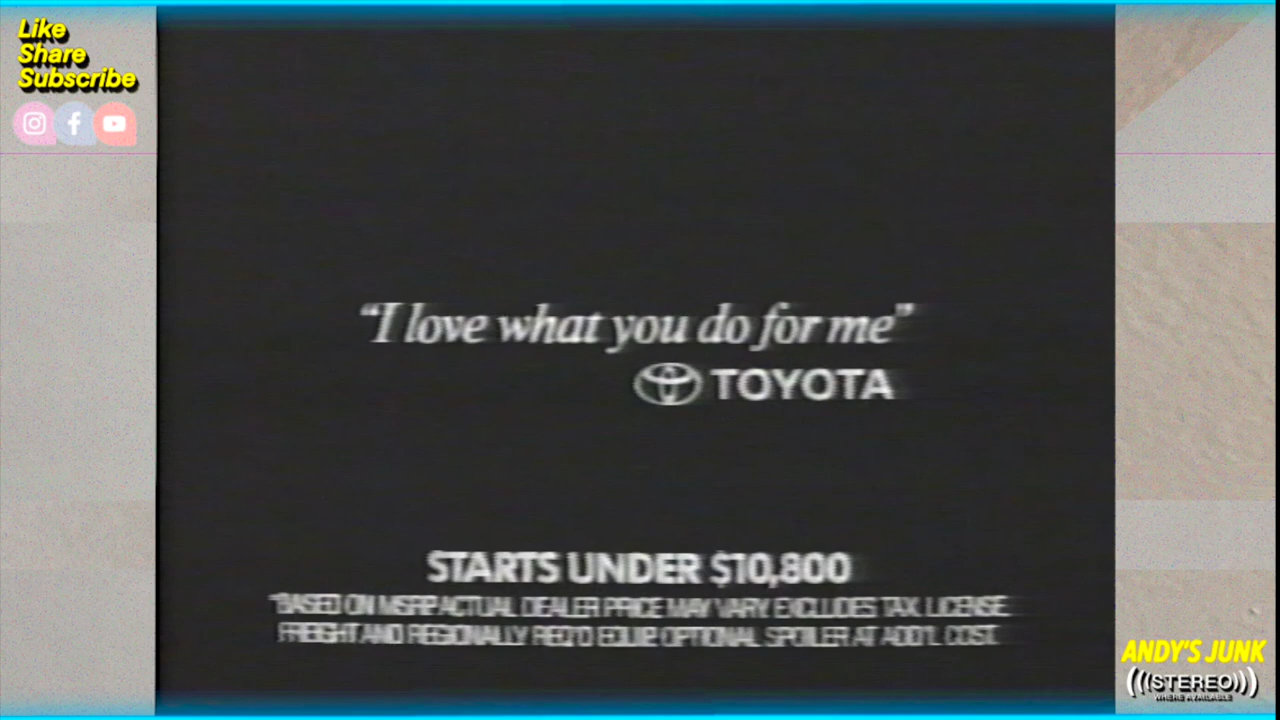 Like
Share
Subscribe
"I love what you do for me"
TOYOTA
STARTS UNDER $10,800
*BASED ON MSRP ACTUAL DEALER PRICE MAY VARY. EXCLUDES TAX, LICENSE,
FREIGHT AND REGIONALLY REQ'D EQUIP. OPTIONAL SPOILER AT ADD'L COST.
ANDY'S JUNK
(((STEREO)))
WHERE AVAILABLE